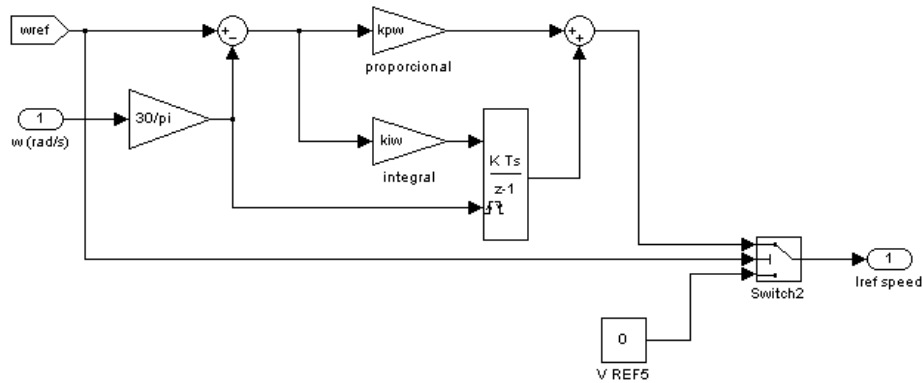 wref
+
−
kpw
proporcional
+
+
1
w (rad/s)
30/pi
kiw
integral
K Ts
z-1
Switch2
1
Iref speed
0
V REF5